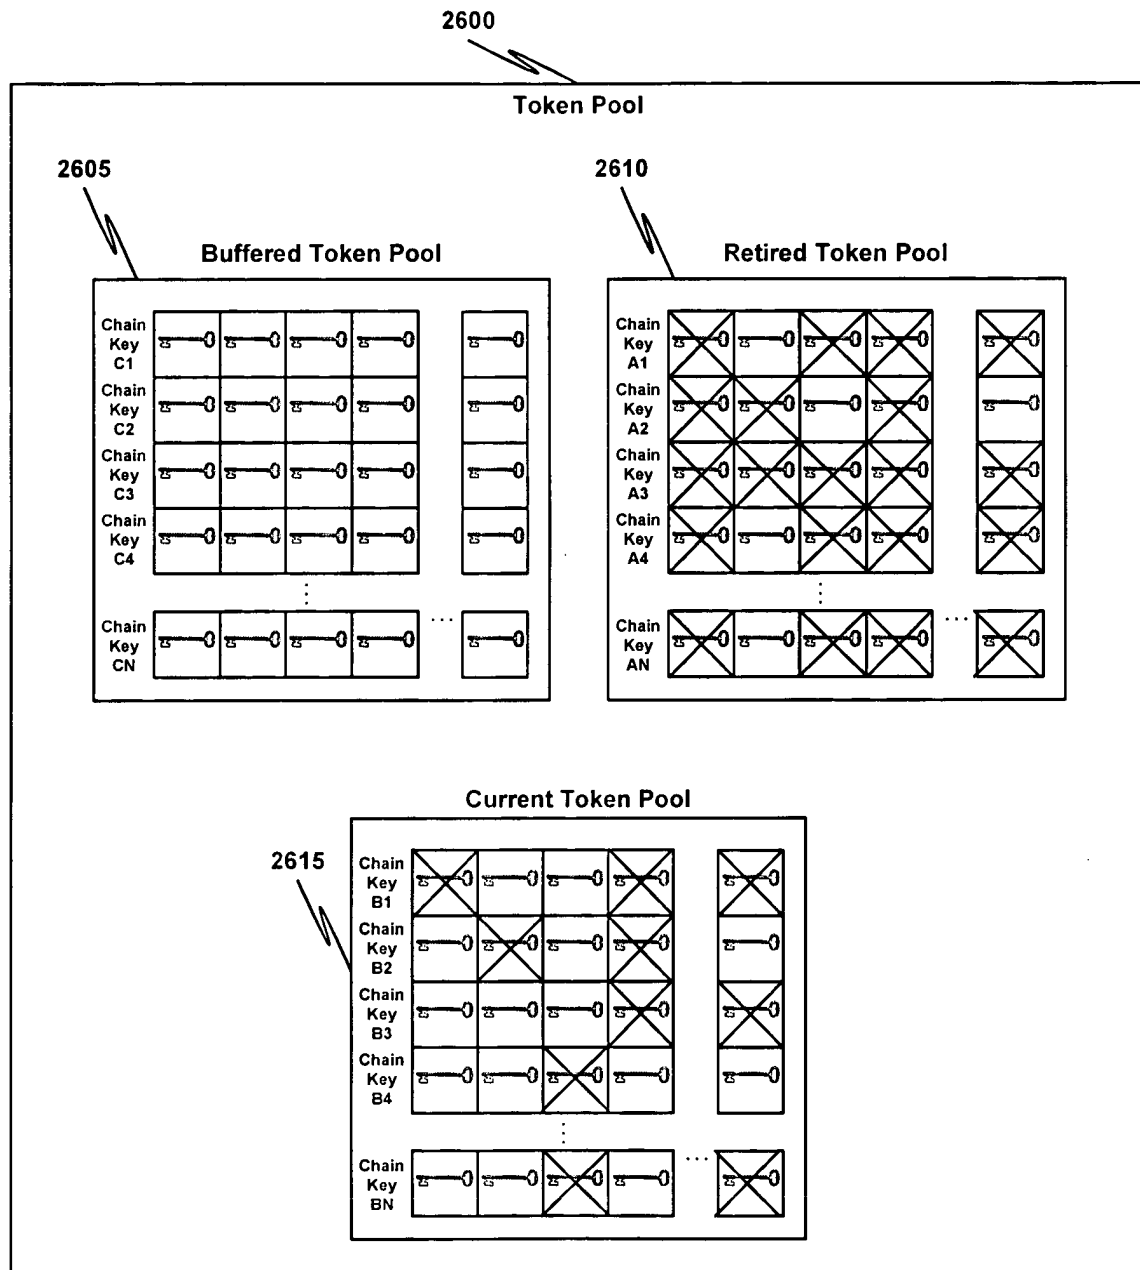 2600
Token Pool
2605
2610
Buffered Token Pool
Retired Token Pool
Chain
Key
C1
Chain
Key
C2
Chain
Key
C3
Chain
Key
C4
Chain
Key
CN
...
Chain
Key
A1
Chain
Key
A2
Chain
Key
A3
Chain
Key
A4
Chain
Key
AN
...
Current Token Pool
2615
Chain
Key
B1
Chain
Key
B2
Chain
Key
B3
Chain
Key
B4
Chain
Key
BN
...